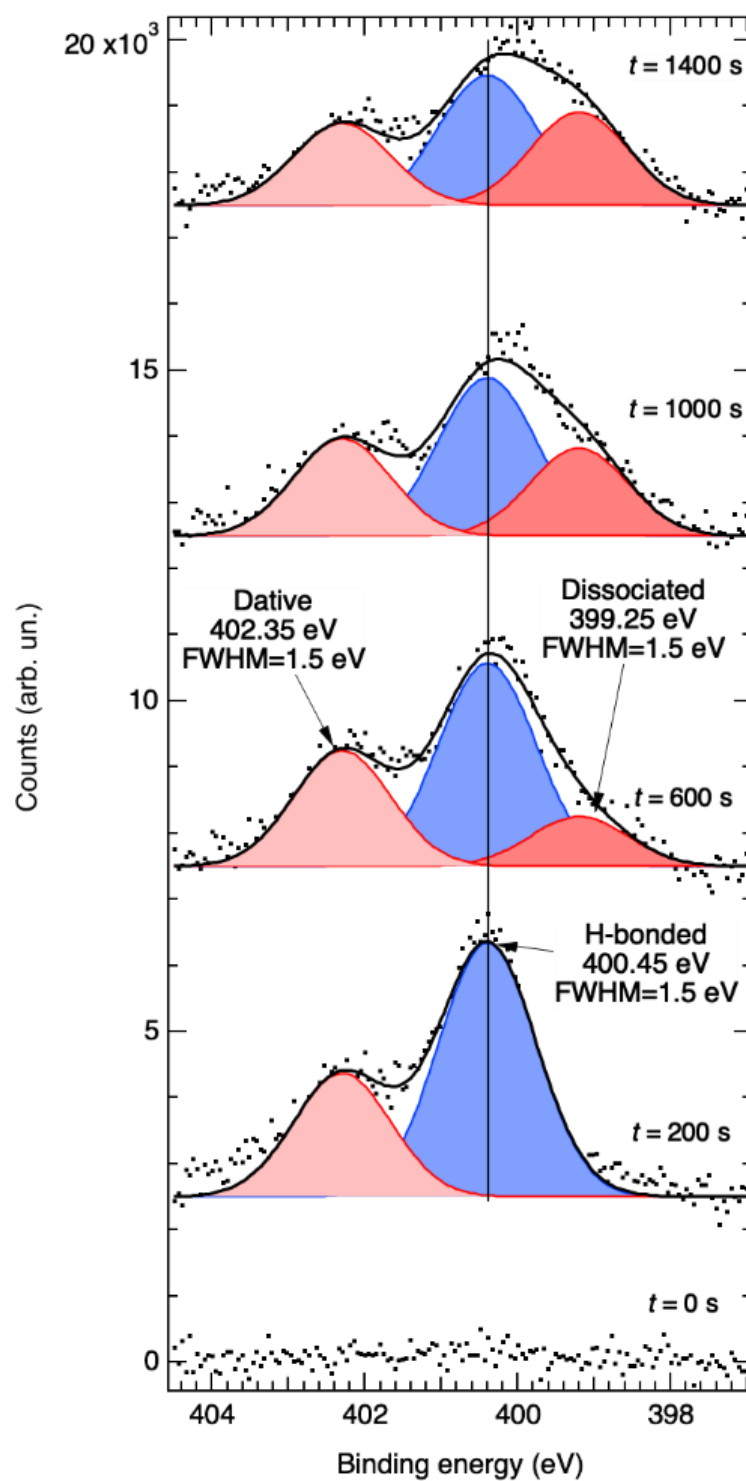 20 x10³
t = 1400 s
15
t = 1000 s
Dative
402.35 eV
FWHM=1.5 eV
Dissociated
399.25 eV
FWHM=1.5 eV
10
t = 600 s
H-bonded
400.45 eV
FWHM=1.5 eV
5
t = 200 s
t = 0 s
0
Counts (arb. un.)
404
402
400
398
Binding energy (eV)